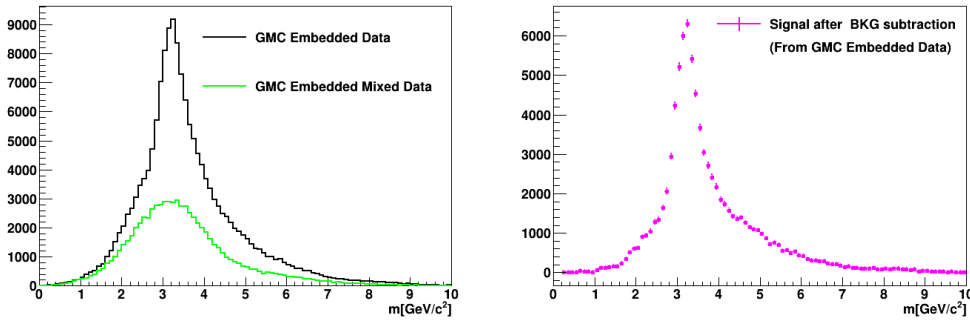 9000
8000
7000
6000
5000
4000
3000
2000
1000
0
GMC Embedded Data
GMC Embedded Mixed Data
0 1 2 3 4 5 6 7 8 9 10
m[GeV/c²]
6000
5000
4000
3000
2000
1000
0
Signal after BKG subtraction
(From GMC Embedded Data)
0 1 2 3 4 5 6 7 8 9 10
m[GeV/c²]